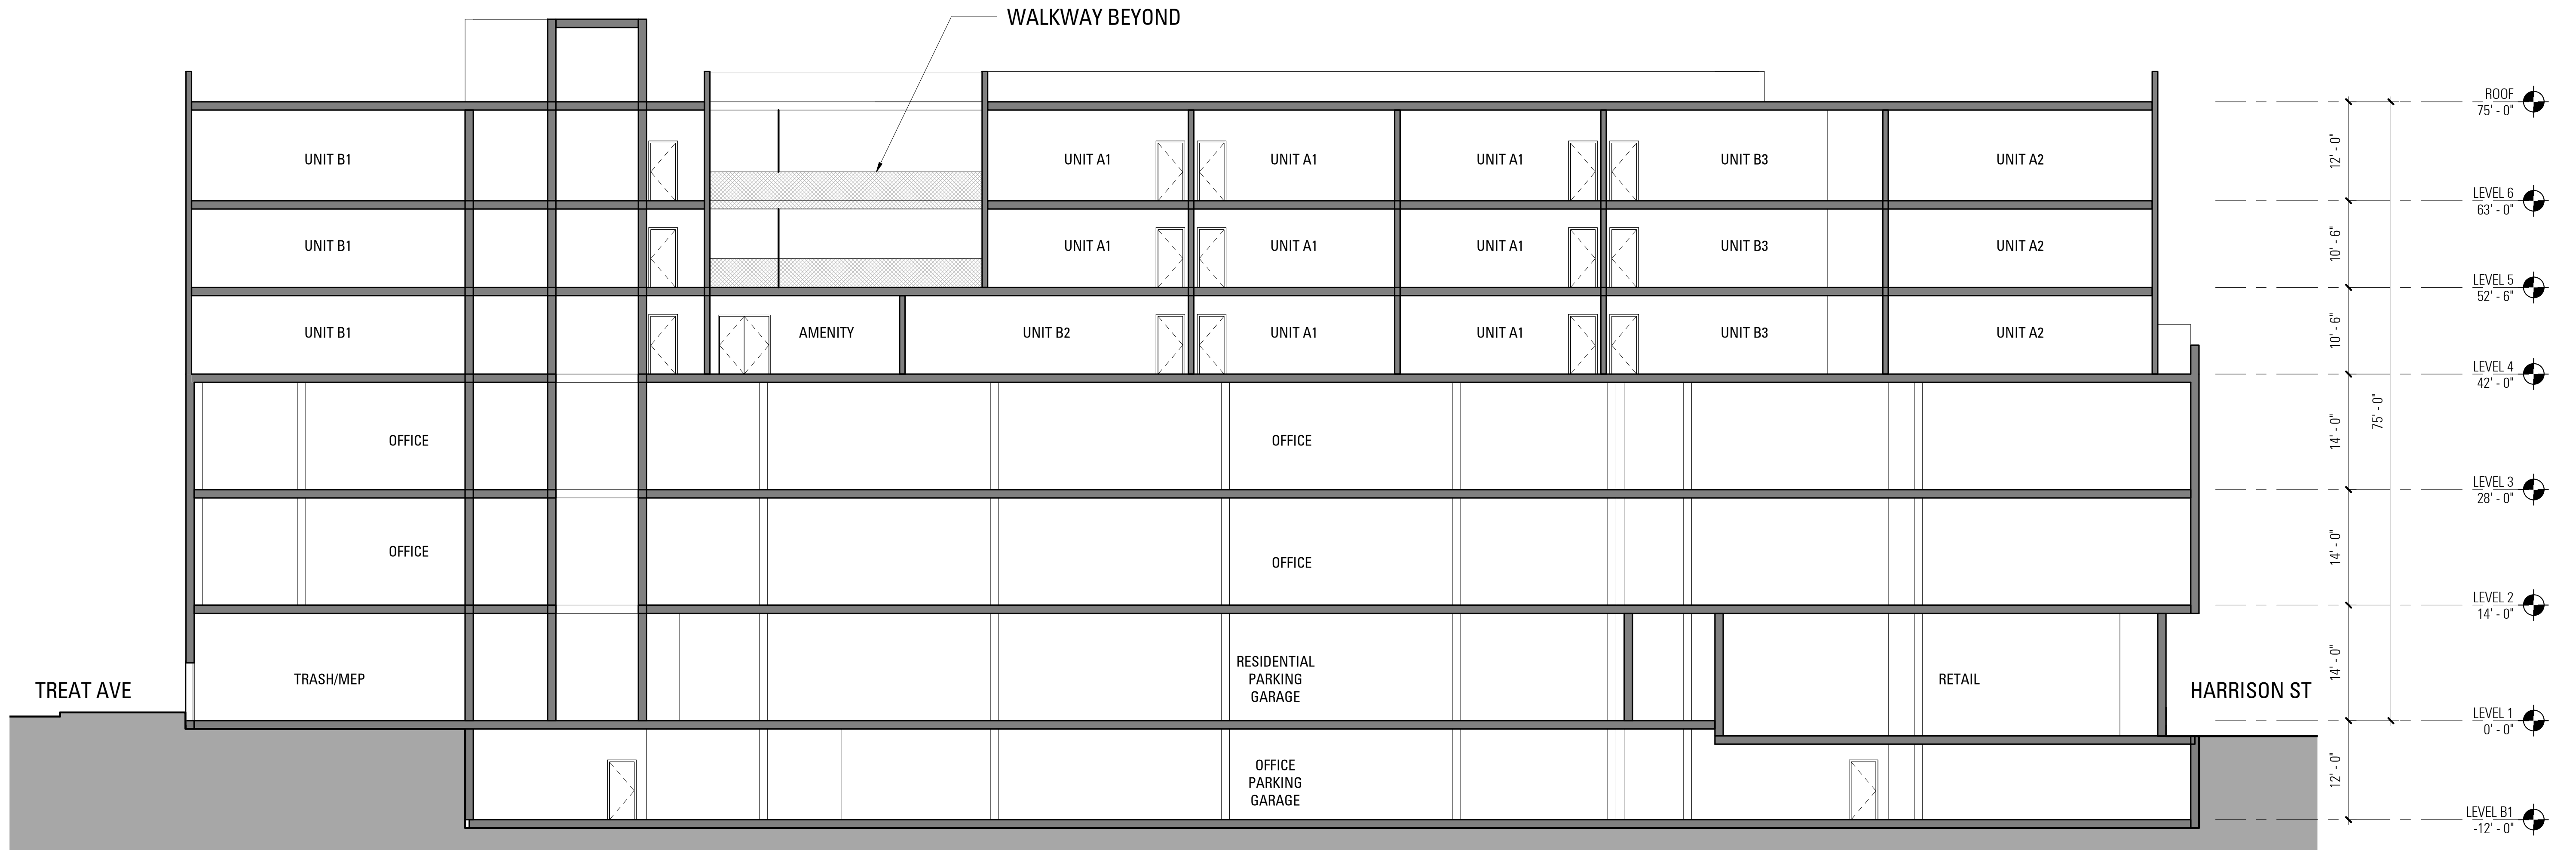 WALKWAY BEYOND
ROOF
75' - 0"
12' - 0"
UNIT B1
UNIT A1
UNIT A1
UNIT A1
UNIT B3
UNIT A2
LEVEL 6
63' - 0"
10' - 6"
UNIT B1
UNIT A1
UNIT A1
UNIT A1
UNIT B3
UNIT A2
LEVEL 5
52' - 6"
10' - 6"
UNIT B1
AMENITY
UNIT B2
UNIT A1
UNIT A1
UNIT B3
UNIT A2
LEVEL 4
42' - 0"
75' - 0"
14' - 0"
OFFICE
OFFICE
LEVEL 3
28' - 0"
14' - 0"
OFFICE
OFFICE
LEVEL 2
14' - 0"
14' - 0"
TREAT AVE
TRASH/MEP
RESIDENTIAL
PARKING
GARAGE
RETAIL
HARRISON ST
LEVEL 1
0' - 0"
12' - 0"
OFFICE
PARKING
GARAGE
LEVEL B1
-12' - 0"